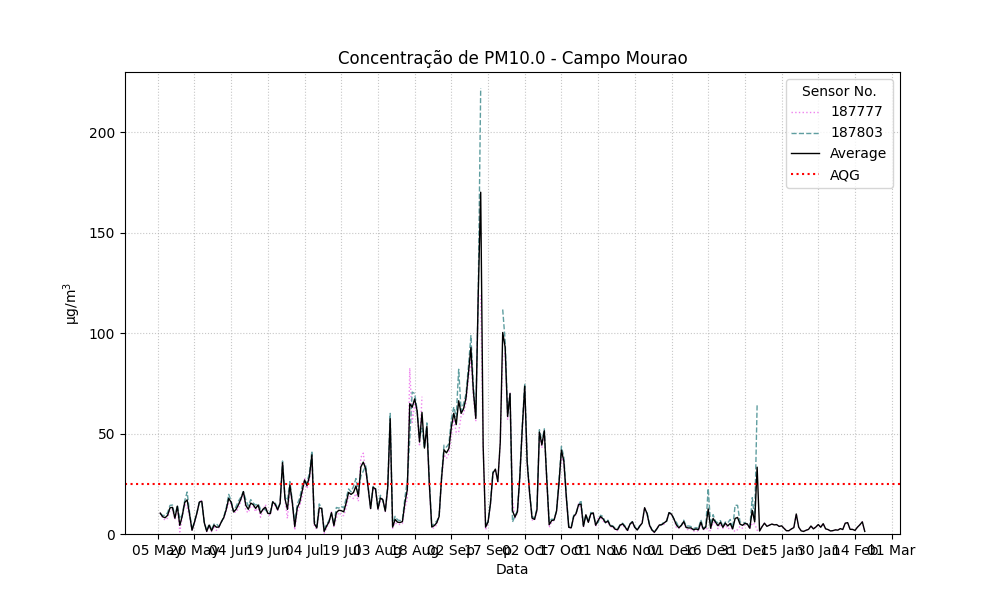 Concentração de PM10.0 - Campo Mourao
Sensor No.
187777
187803
Average
AQG
200
150
100
50
0
µg/m³
05 May 20 May 04 Jun 19 Jun 04 Jul 19 Jul 03 Aug 18 Aug 02 Sep 17 Sep 02 Oct 17 Oct 01 Nov 16 Nov 01 Dec 16 Dec 31 Dec 15 Jan 30 Jan 14 Feb 01 Mar
Data